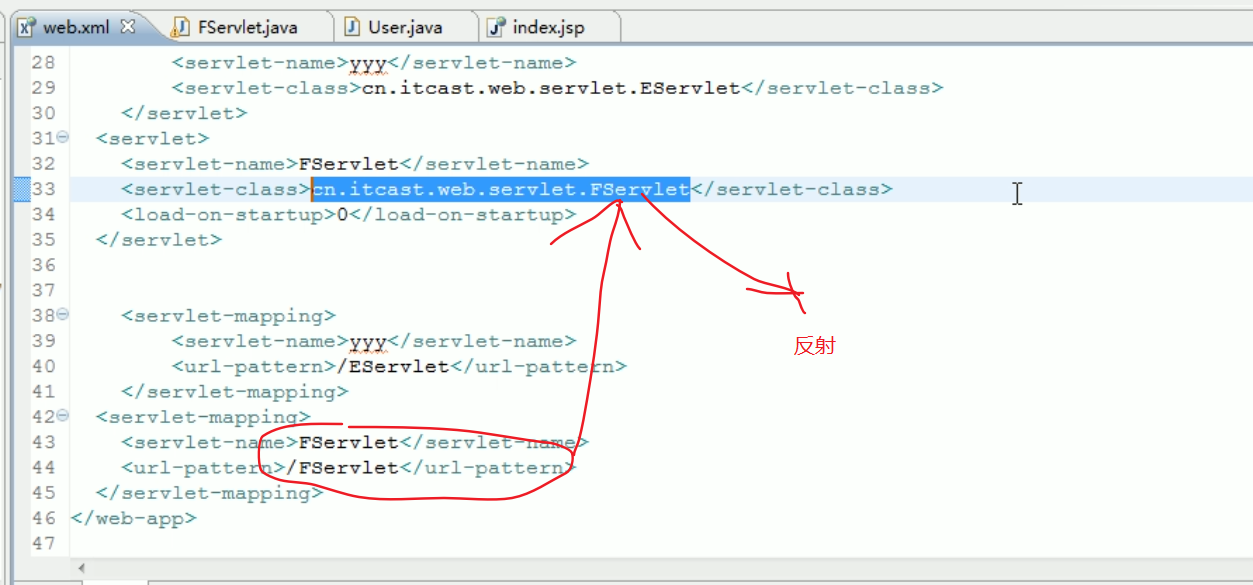 web.xml FServlet.java User.java index.jsp
28 <servlet-name>yyy</servlet-name>
29 <servlet-class>cn.itcast.web.servlet.EServlet</servlet-class>
30 </servlet>
31 <servlet>
32 <servlet-name>FServlet</servlet-name>
33 <servlet-class>cn.itcast.web.servlet.FServlet</servlet-class>
34 <load-on-startup>0</load-on-startup>
35 </servlet>
36
37
38 <servlet-mapping>
39 <servlet-name>yyy</servlet-name>
反射
40 <url-pattern>/EServlet</url-pattern>
41 </servlet-mapping>
42 <servlet-mapping>
43 <servlet-name>FServlet</servlet-name>
44 <url-pattern>/FServlet</url-pattern>
45 </servlet-mapping>
46 </web-app>
47